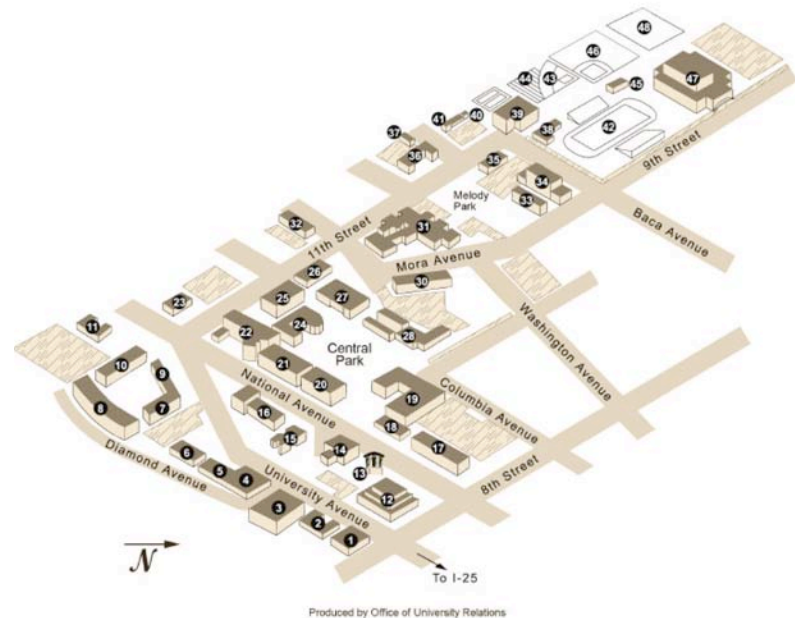 48
46
47
44
43
45
41
40
39
42
37
38
36
35
9th Street
34
Melody
Park
33
32
31
Baca Avenue
11th Street
Mora Avenue
26
30
25
27
23
24
28
Washington Avenue
11
22
Central
Park
10
9
21
20
19
Columbia Avenue
National Avenue
8
7
16
18
15
17
14
6
13
5
8th Street
4
Diamond Avenue
University Avenue
12
3
2
1
N
To I-25
Produced by Office of University Relations